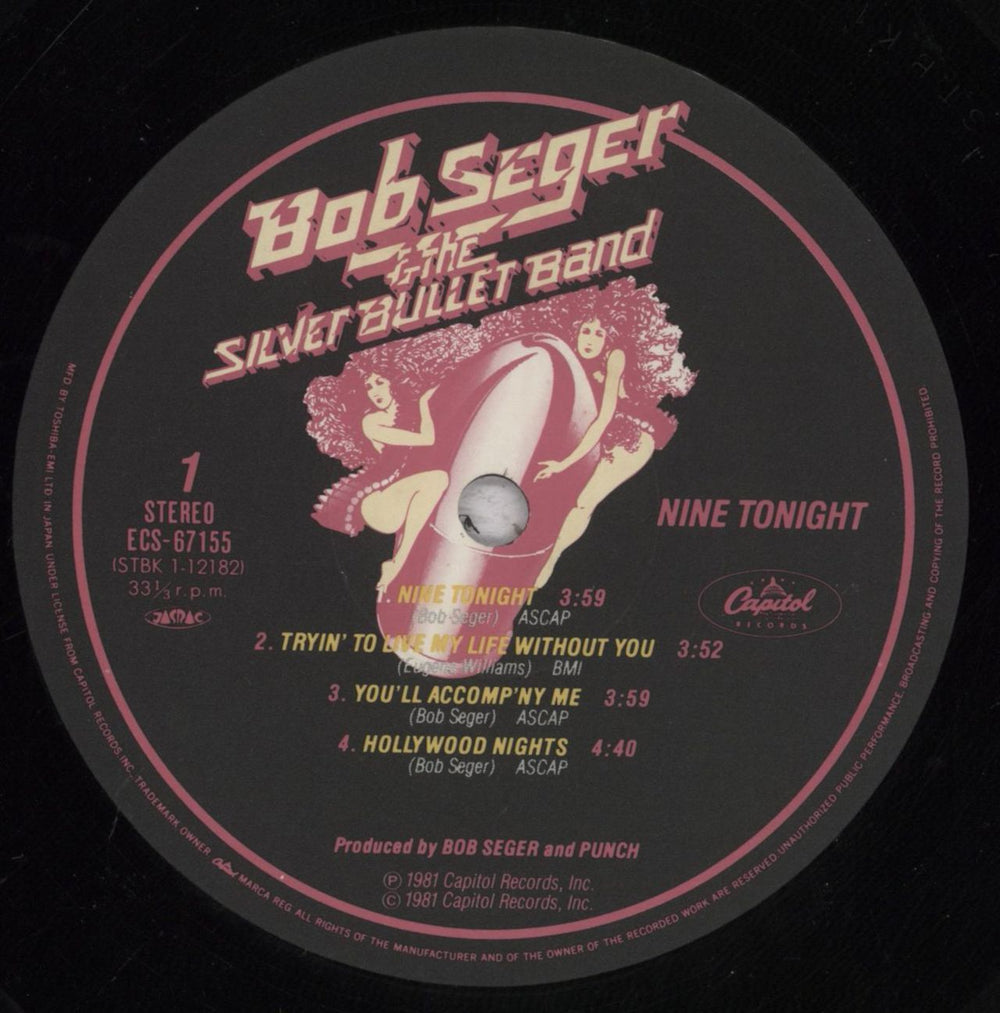 Bob Seger
& the
SILVER BULLET Band
1
STEREO
ECS-67155
(STBK 1-12182)
33⅓ r.p.m.
JASRAC
NINE TONIGHT
Capitol
RECORDS
1. NINE TONIGHT 3:59
(Bob Seger) ASCAP
2. TRYIN' TO LIVE MY LIFE WITHOUT YOU 3:52
(Eugene Williams) BMI
3. YOU'LL ACCOMP'NY ME 3:59
(Bob Seger) ASCAP
4. HOLLYWOOD NIGHTS 4:40
(Bob Seger) ASCAP
Produced by BOB SEGER and PUNCH
Ⓟ 1981 Capitol Records, Inc.
© 1981 Capitol Records, Inc.
MFD BY TOSHIBA-EMI LTD. IN JAPAN UNDER LICENSE FROM CAPITOL RECORDS, INC. TRADEMARK OWNER Capitol MARCA REG ALL RIGHTS OF THE MANUFACTURER AND OF THE OWNER OF THE RECORDED WORK ARE RESERVED. UNAUTHORIZED PUBLIC PERFORMANCE, BROADCASTING AND COPYING OF THE RECORD PROHIBITED